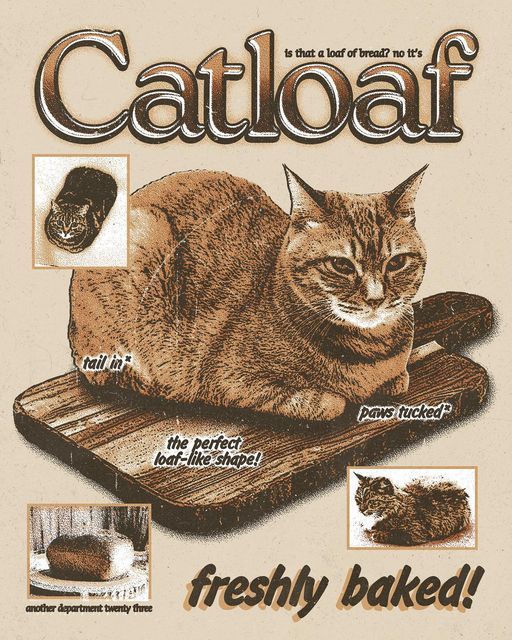 is that a loaf of bread? no it's
Catloaf
tail in*
paws tucked*
the perfect
loaf-like shape!
another department twenty three
freshly baked!